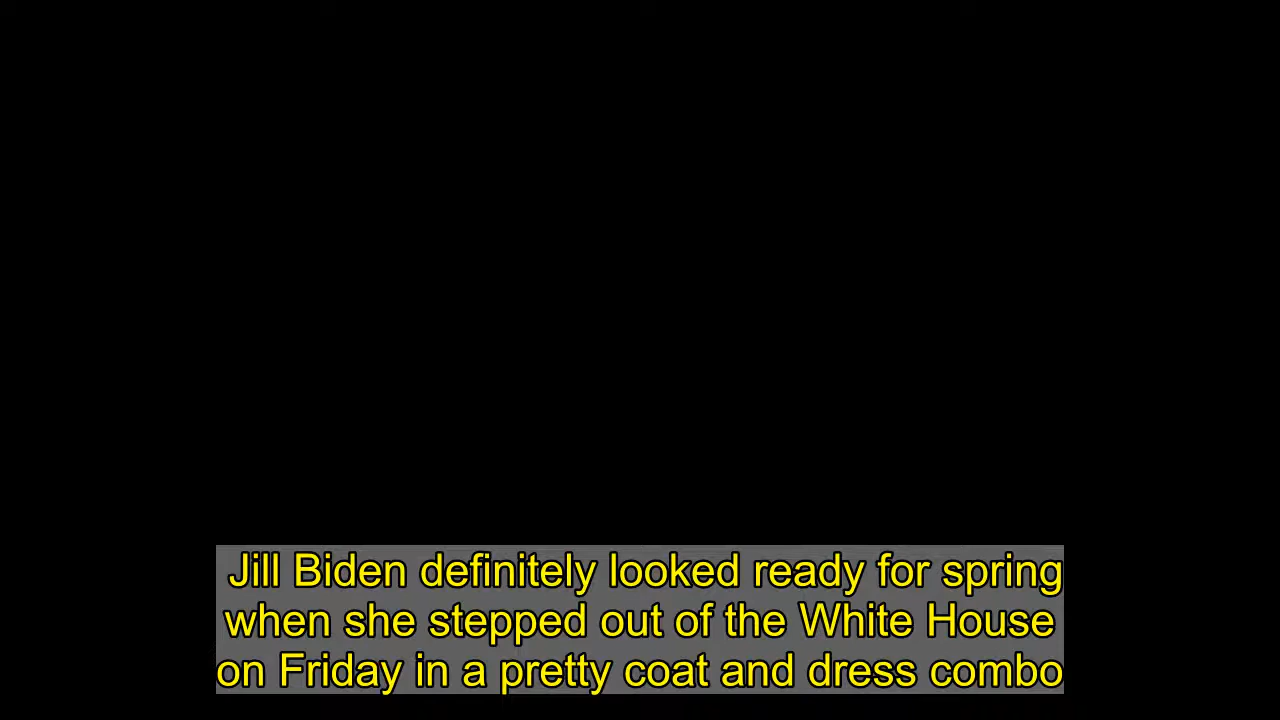 Jill Biden definitely looked ready for spring
when she stepped out of the White House
on Friday in a pretty coat and dress combo